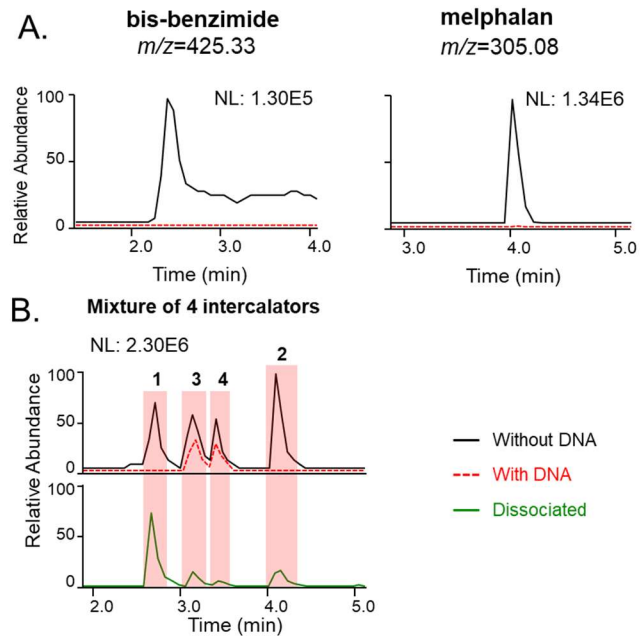 A.
bis-benzimide
m/z=425.33
melphalan
m/z=305.08
NL: 1.30E5
NL: 1.34E6
Relative Abundance
100
50
0
2.0 3.0 4.0
3.0 4.0 5.0
Time (min)
Time (min)
B.
Mixture of 4 intercalators
NL: 2.30E6
1 3 4 2
Relative Abundance
100
50
0
Relative Abundance
100
50
0
2.0 3.0 4.0 5.0
Time (min)
Without DNA
With DNA
Dissociated